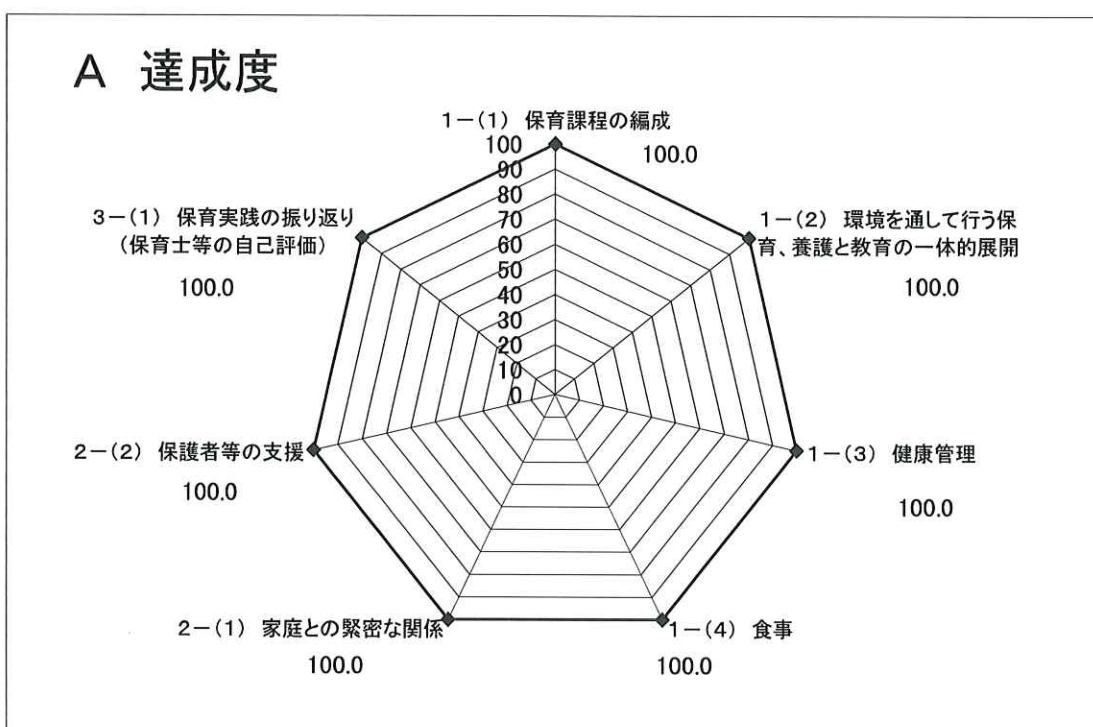 A 達成度
1－(1) 保育課程の編成
100.0
100
90
80
70
60
50
40
30
20
10
0
1－(2) 環境を通して行う保
育、養護と教育の一体的展開
100.0
1－(3) 健康管理
100.0
1－(4) 食事
100.0
2－(1) 家庭との緊密な関係
100.0
2－(2) 保護者等の支援
100.0
3－(1) 保育実践の振り返り
(保育士等の自己評価)
100.0